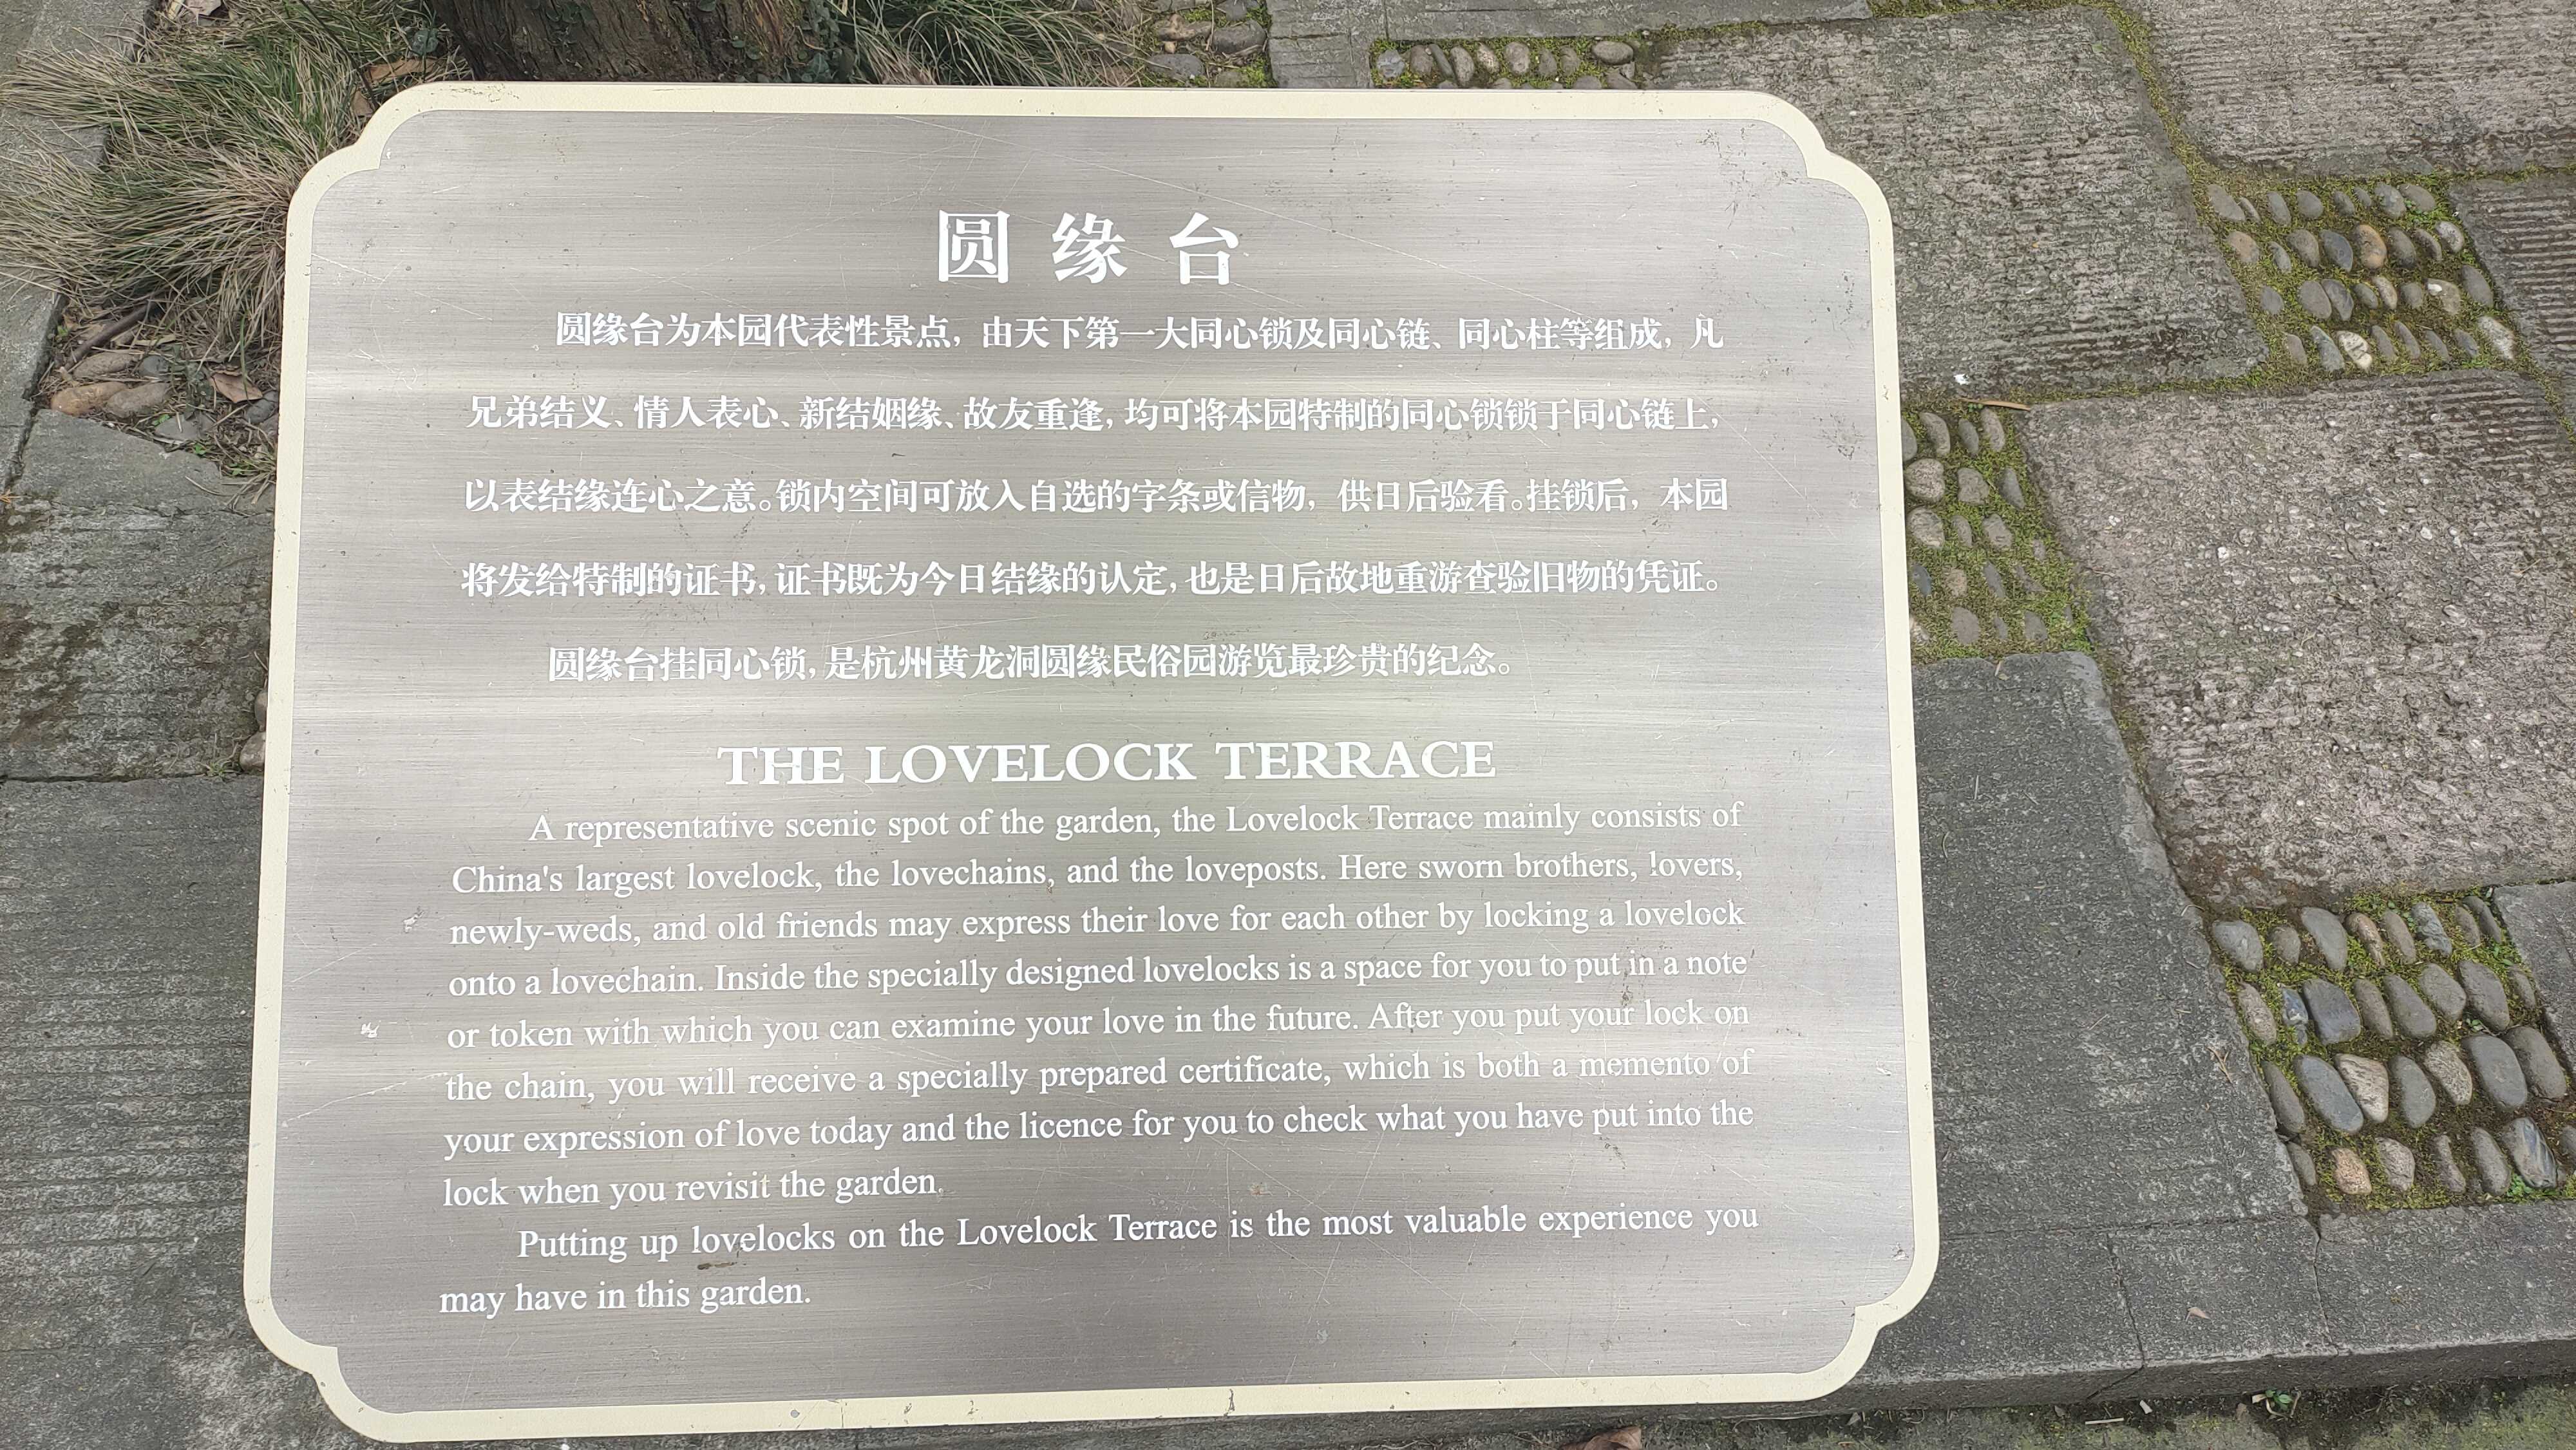 圆缘台
圆缘台为本园代表性景点，由天下第一大同心锁及同心链、同心柱等组成，凡
兄弟结义、情人表心、新结姻缘、故友重逢，均可将本园特制的同心锁锁于同心链上，
以表结缘连心之意。锁内空间可放入自选的字条或信物，供日后验看。挂锁后，本园
将发给特制的证书，证书既为今日结缘的认定，也是日后故地重游查验旧物的凭证。
圆缘台挂同心锁，是杭州黄龙洞圆缘民俗园游览最珍贵的纪念。
THE LOVELOCK TERRACE
A representative scenic spot of the garden, the Lovelock Terrace mainly consists of
China's largest lovelock, the lovechains, and the loveposts. Here sworn brothers, lovers,
newly-weds, and old friends may express their love for each other by locking a lovelock
onto a lovechain. Inside the specially designed lovelocks is a space for you to put in a note
or token with which you can examine your love in the future. After you put your lock on
the chain, you will receive a specially prepared certificate, which is both a memento of
your expression of love today and the licence for you to check what you have put into the
lock when you revisit the garden.
Putting up lovelocks on the Lovelock Terrace is the most valuable experience you
may have in this garden.